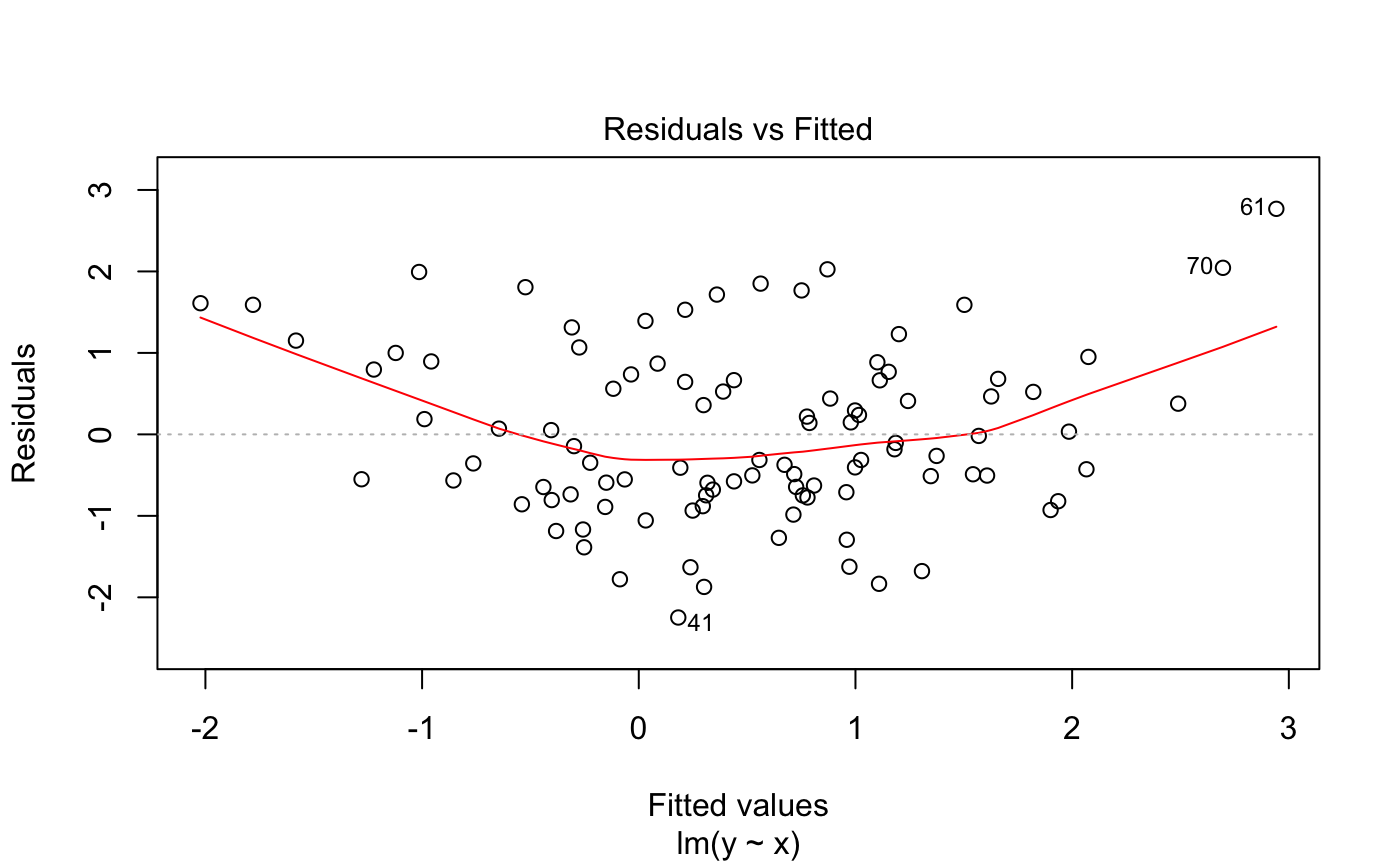 Residuals vs Fitted
Residuals
3
2
1
0
-1
-2
61
70
41
-2 -1 0 1 2 3
Fitted values
lm(y ~ x)